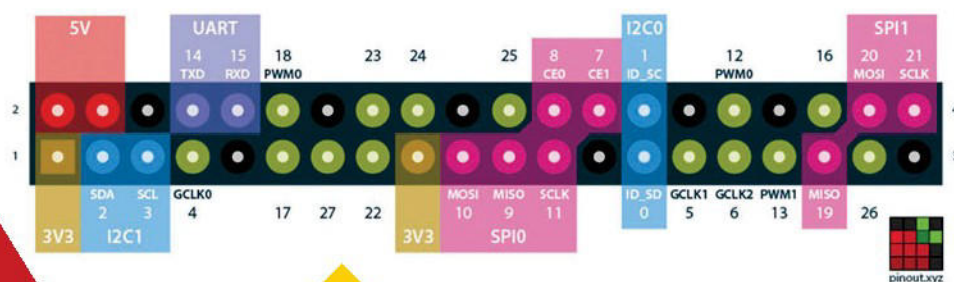 5V UART I2C0 SPI1
14 15 18 23 24 25 8 7 1 12 16 20 21
TXD RXD PWM0 CE0 CE1 ID_SC PWM0 MOSI SCLK
2
1
SDA SCL GCLK0 MOSI MISO SCLK ID_SD GCLK1 GCLK2 PWM1 MISO
2 3 4 17 27 22 10 9 11 0 5 6 13 19 26
3V3 I2C1 3V3 SPI0
pinout.xyz